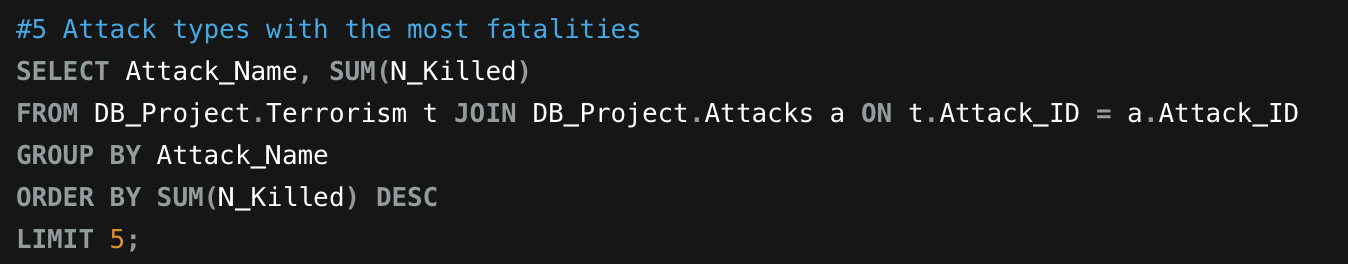 #5 Attack types with the most fatalities
SELECT Attack_Name, SUM(N_Killed)
FROM DB_Project.Terrorism t JOIN DB_Project.Attacks a ON t.Attack_ID = a.Attack_ID
GROUP BY Attack_Name
ORDER BY SUM(N_Killed) DESC
LIMIT 5;